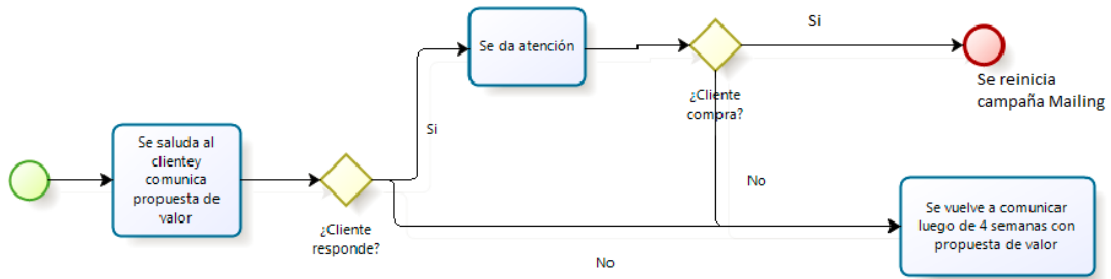 Se saluda al
clientey
comunica
propuesta de
valor
¿Cliente
responde?
Si
Se da atención
¿Cliente
compra?
Si
Se reinicia
campaña Mailing
No
No
Se vuelve a comunicar
luego de 4 semanas con
propuesta de valor